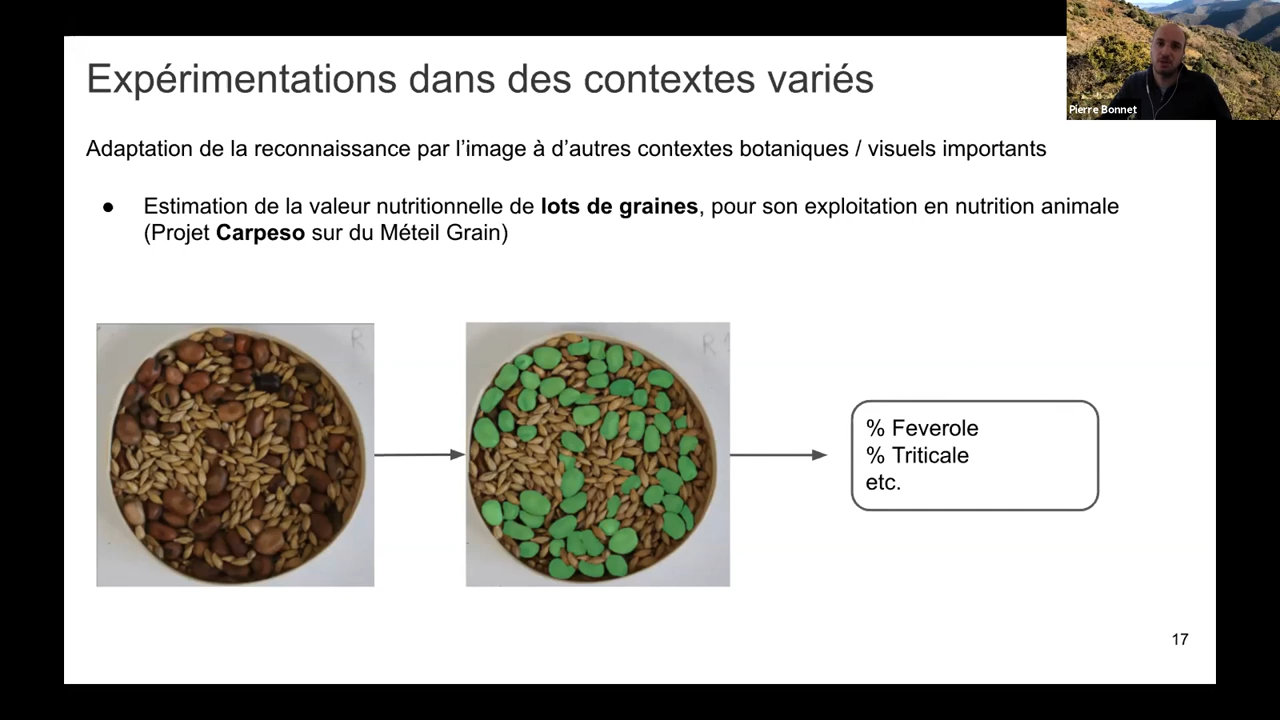 Expérimentations dans des contextes variés
Pierre Bonnet
Adaptation de la reconnaissance par l’image à d’autres contextes botaniques / visuels importants
● Estimation de la valeur nutritionnelle de lots de graines, pour son exploitation en nutrition animale
(Projet Carpeso sur du Méteil Grain)
R
R
% Feverole
% Triticale
etc.
17